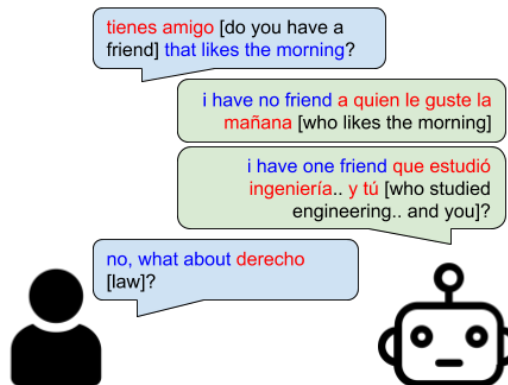 tienes amigo [do you have a
friend] that likes the morning?
i have no friend a quien le guste la
mañana [who likes the morning]
i have one friend que estudió
ingeniería.. y tú [who studied
engineering.. and you]?
no, what about derecho
[law]?